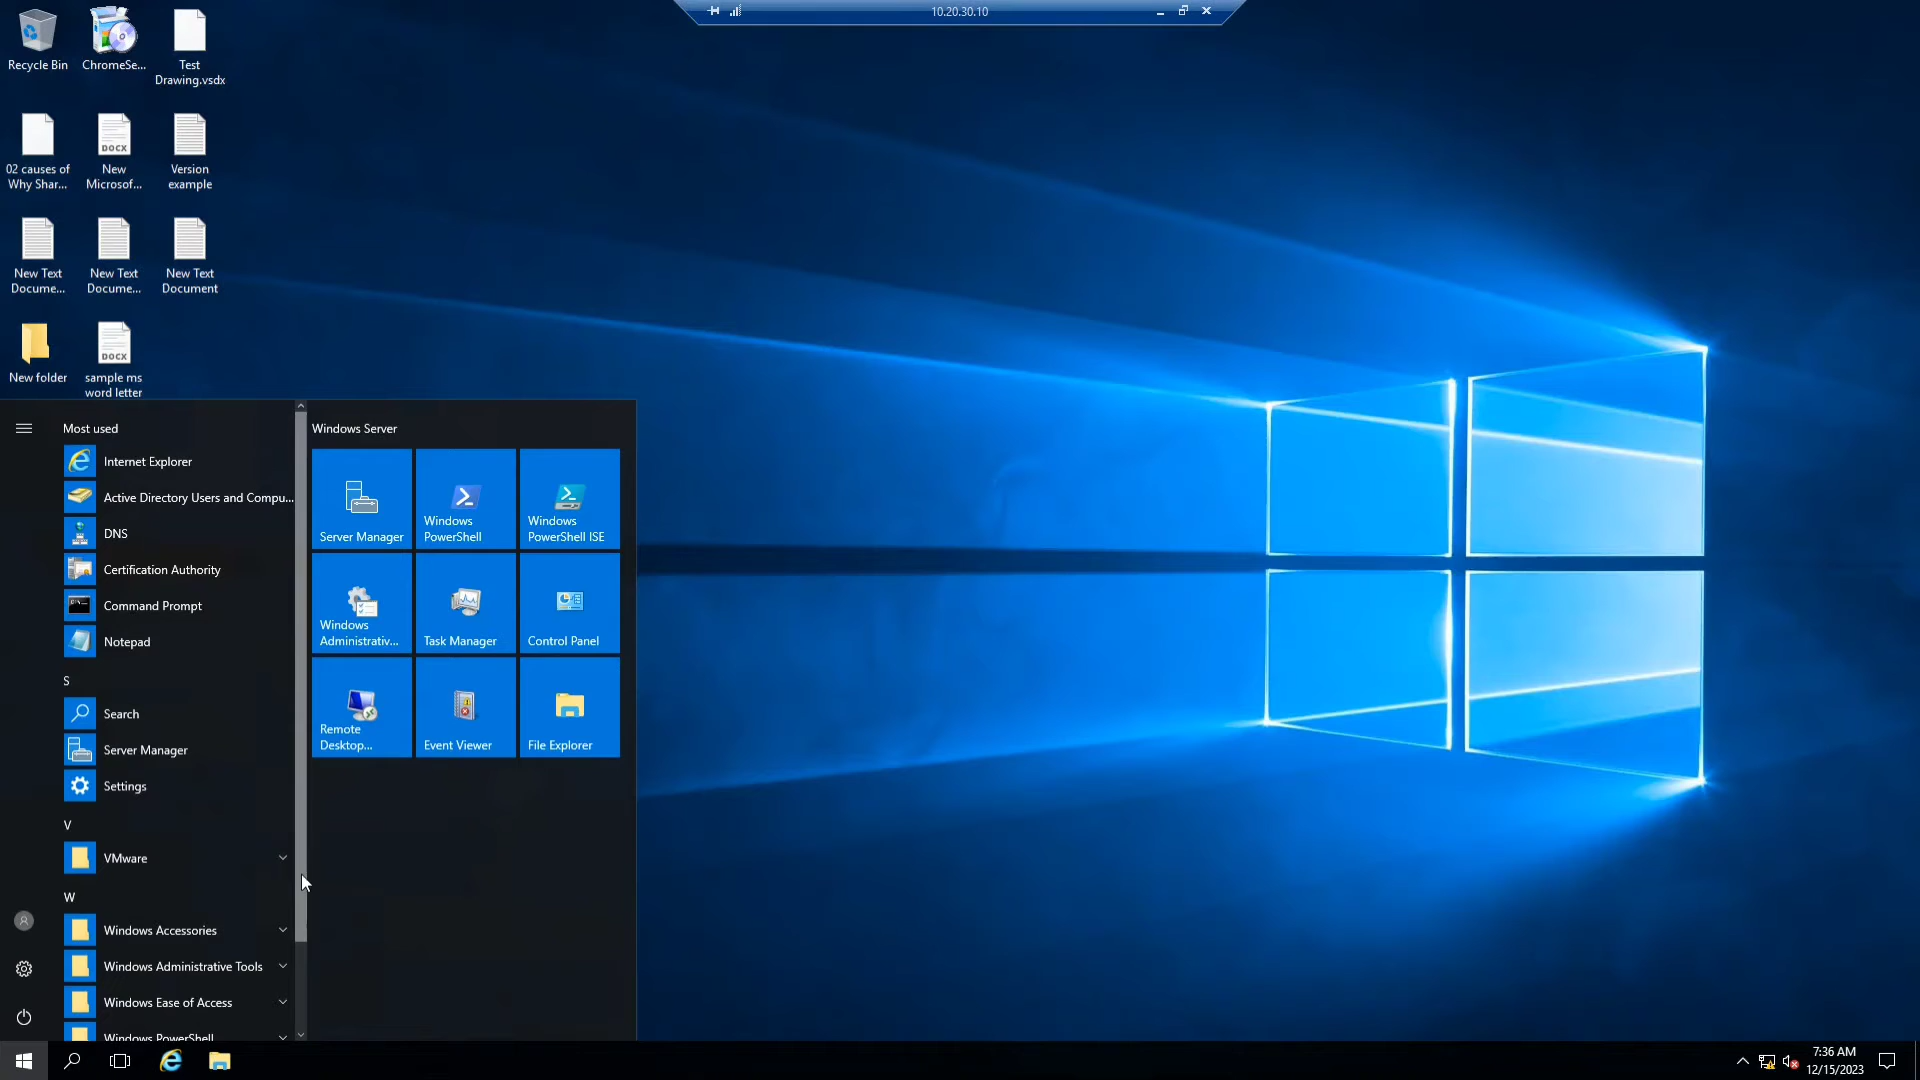 10.20.30.10
Recycle Bin
ChromeSe...
Test
Drawing.vsdx
02 causes of
Why Shar...
DOCX
New
Microsof...
Version
example
New Text
Docume...
New Text
Docume...
New Text
Document
New folder
DOCX
sample ms
word letter
Most used
Internet Explorer
Active Directory Users and Compu...
DNS
Certification Authority
Command Prompt
Notepad
S
Search
Server Manager
Settings
V
VMware
W
Windows Accessories
Windows Administrative Tools
Windows Ease of Access
Windows PowerShell
Windows Server
Server Manager
Windows
PowerShell
Windows
PowerShell ISE
Windows
Administrativ...
Task Manager
Control Panel
Remote
Desktop...
Event Viewer
File Explorer
7:36 AM
12/15/2023